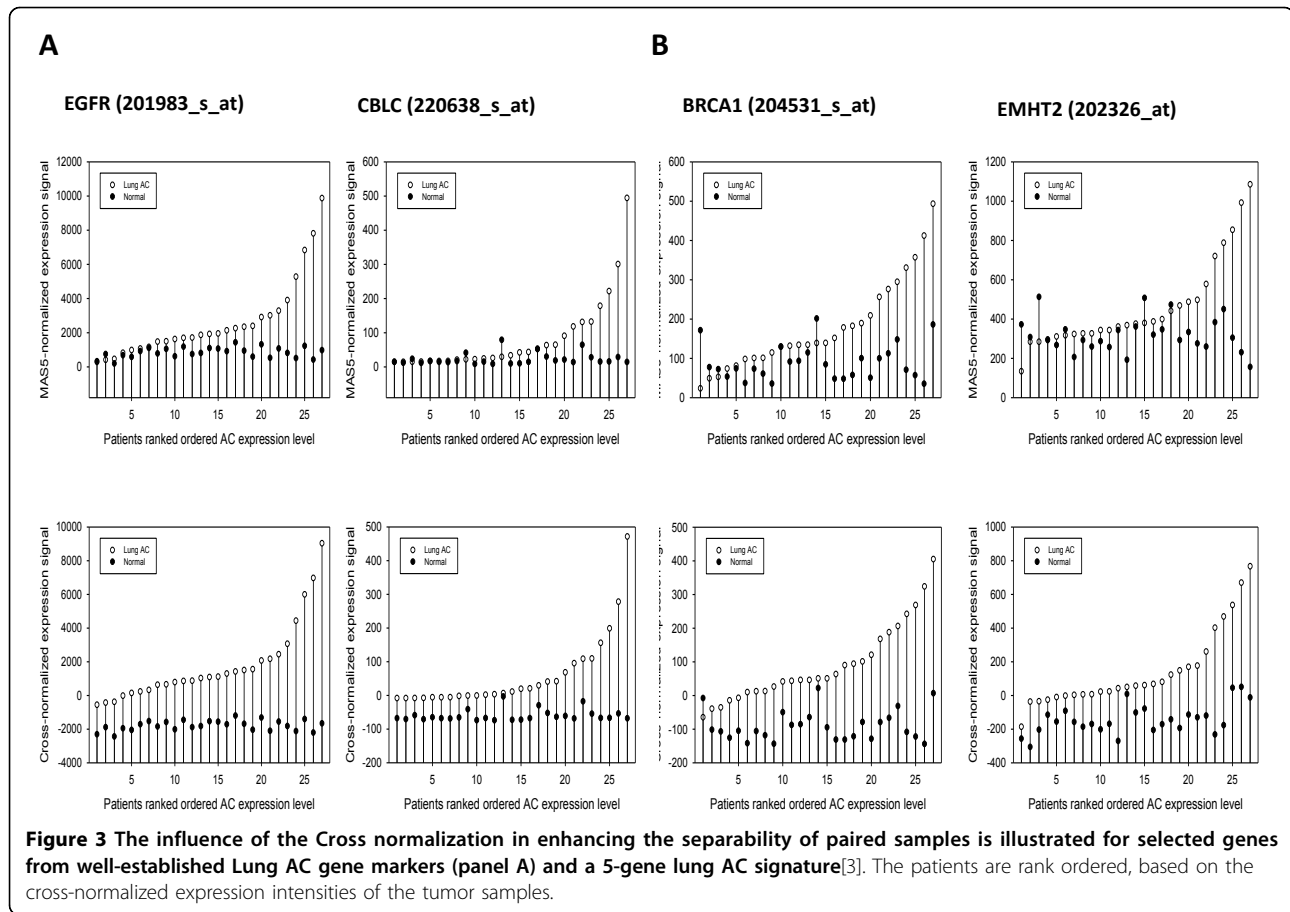 A
B
EGFR (201983_s_at)
CBLC (220638_s_at)
BRCA1 (204531_s_at)
EMHT2 (202326_at)
MAS5-normalized expression signal
12000
10000
8000
6000
4000
2000
0
Lung AC
Normal
5 10 15 20 25
Patients ranked ordered AC expression level
MAS5-normalized expression signal
600
500
400
300
200
100
0
Lung AC
Normal
5 10 15 20 25
Patients ranked ordered AC expression level
normalized expression signal
600
500
400
300
200
100
0
Lung AC
Normal
5 10 15 20 25
Patients ranked ordered AC expression level
MAS5-normalized expression signal
1200
1000
800
600
400
200
0
Lung AC
Normal
5 10 15 20 25
Patients ranked ordered AC expression level
Cross-normalized expression signal
10000
8000
6000
4000
2000
0
-2000
-4000
Lung AC
Normal
5 10 15 20 25
Patients ranked ordered AC expression level
Cross-normalized expression signal
500
400
300
200
100
0
-100
-200
Lung AC
Normal
5 10 15 20 25
Patients ranked ordered AC expression level
Cross-normalized expression signal
500
400
300
200
100
0
-100
-200
Lung AC
Normal
5 10 15 20 25
Patients ranked ordered AC expression level
Cross-normalized expression signal
1000
800
600
400
200
0
-200
-400
Lung AC
Normal
5 10 15 20 25
Patients ranked ordered AC expression level
Figure 3 The influence of the Cross normalization in enhancing the separability of paired samples is illustrated for selected genes
from well-established Lung AC gene markers (panel A) and a 5-gene lung AC signature[3]. The patients are rank ordered, based on the
cross-normalized expression intensities of the tumor samples.